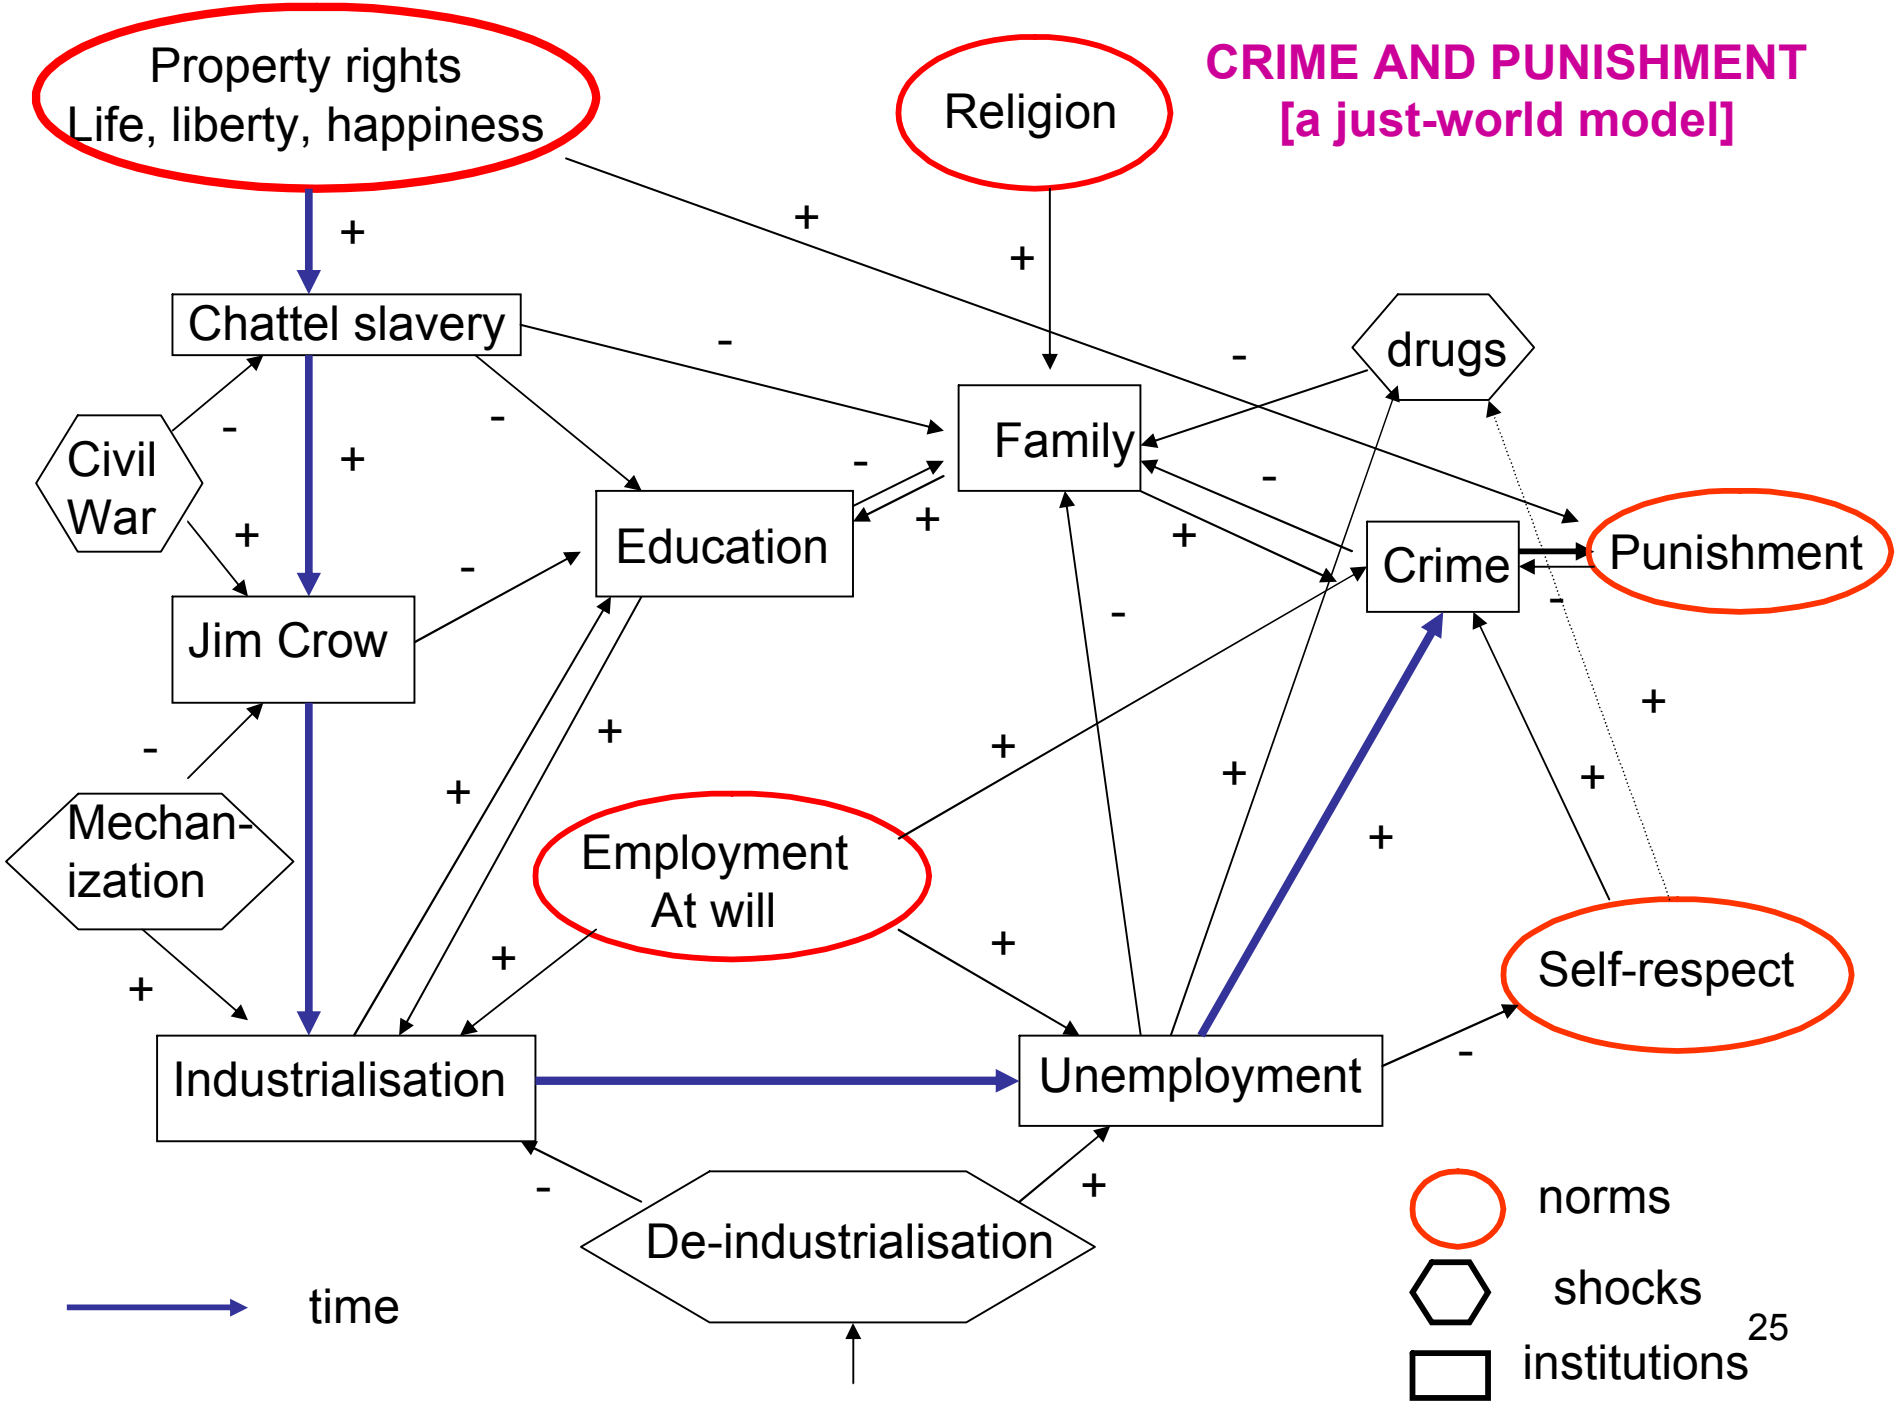 CRIME AND PUNISHMENT
[a just-world model]
Property rights
Life, liberty, happiness
Religion
+
+
+
Chattel slavery
-
-
drugs
-
-
+
Civil
War
-
Family
-
+
-
+
+
Education
Crime
Punishment
-
-
Jim Crow
-
+
+
-
+
+
+
+
+
Mechan-
ization
Employment
At will
+
+
+
+
Self-respect
-
Industrialisation
Unemployment
-
+
De-industrialisation
time
norms
shocks
25
institutions